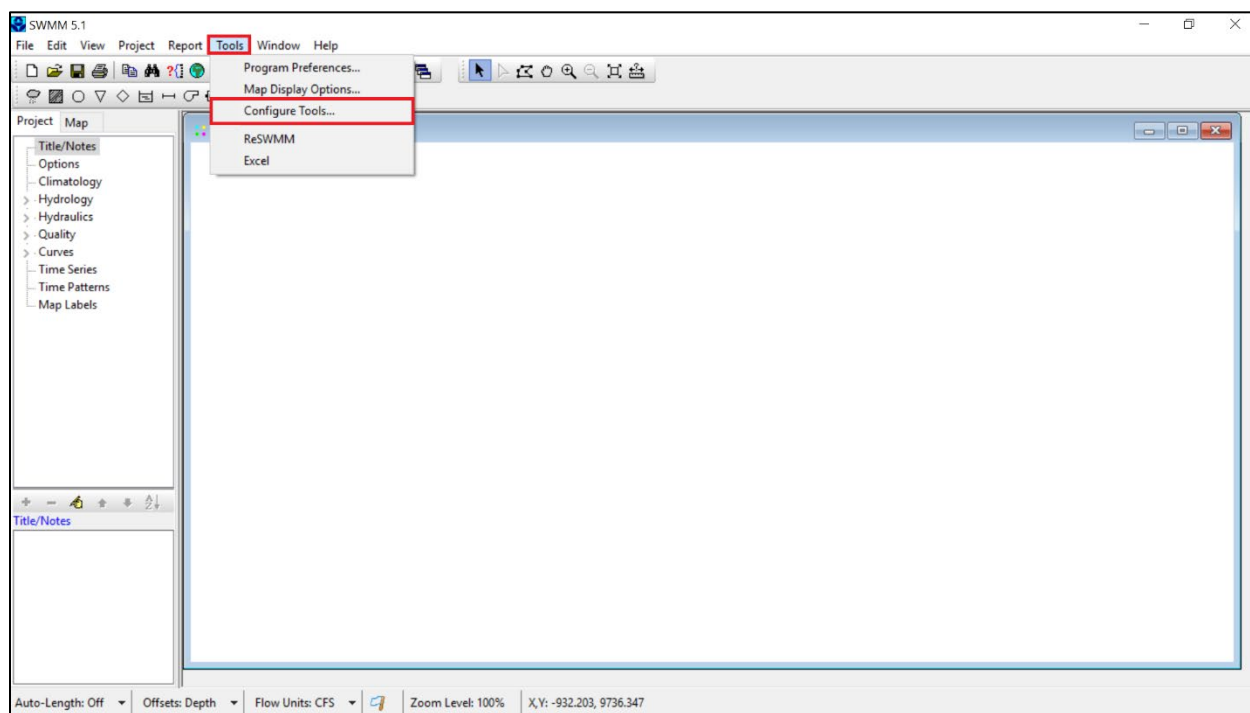 SWMM 5.1
File Edit View Project Report Tools Window Help
Program Preferences...
Map Display Options...
Configure Tools...
ReSWMM
Excel
Project Map
Title/Notes
Options
Climatology
Hydrology
Hydraulics
Quality
Curves
Time Series
Time Patterns
Map Labels
Title/Notes
Auto-Length: Off Offsets: Depth Flow Units: CFS Zoom Level: 100% X,Y: -932.203, 9736.347